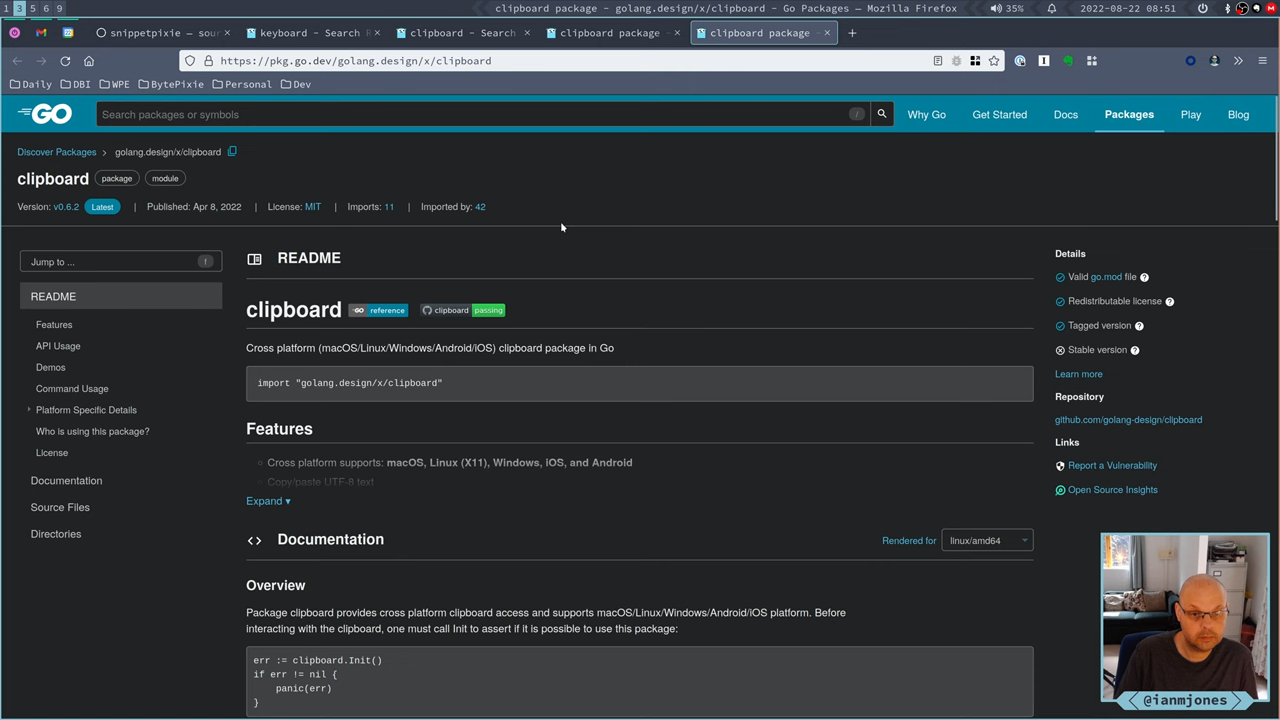 1 3 5 6 9
clipboard package - golang.design/x/clipboard - Go Packages — Mozilla Firefox
35%
2022-08-22 08:51
snippetpixie — sour
keyboard - Search R
clipboard - Search
clipboard package -
clipboard package -
https://pkg.go.dev/golang.design/x/clipboard
Daily
DBI
WPE
BytePixie
Personal
Dev
GO
Search packages or symbols
/
Why Go
Get Started
Docs
Packages
Play
Blog
Discover Packages > golang.design/x/clipboard
clipboard package module
Version: v0.6.2 Latest | Published: Apr 8, 2022 | License: MIT | Imports: 11 | Imported by: 42
Jump to ...
README
Features
API Usage
Demos
Command Usage
Platform Specific Details
Who is using this package?
License
Documentation
Source Files
Directories
README
clipboard GO reference clipboard passing
Cross platform (macOS/Linux/Windows/Android/iOS) clipboard package in Go
import "golang.design/x/clipboard"
Features
Cross platform supports: macOS, Linux (X11), Windows, iOS, and Android
Copy/paste UTF-8 text
Expand ▾
Documentation
Rendered for linux/amd64
Overview
Package clipboard provides cross platform clipboard access and supports macOS/Linux/Windows/Android/iOS platform. Before
interacting with the clipboard, one must call Init to assert if it is possible to use this package:
err := clipboard.Init()
if err != nil {
panic(err)
}
Details
Valid go.mod file
Redistributable license
Tagged version
Stable version
Learn more
Repository
github.com/golang-design/clipboard
Links
Report a Vulnerability
Open Source Insights
@ianmjones